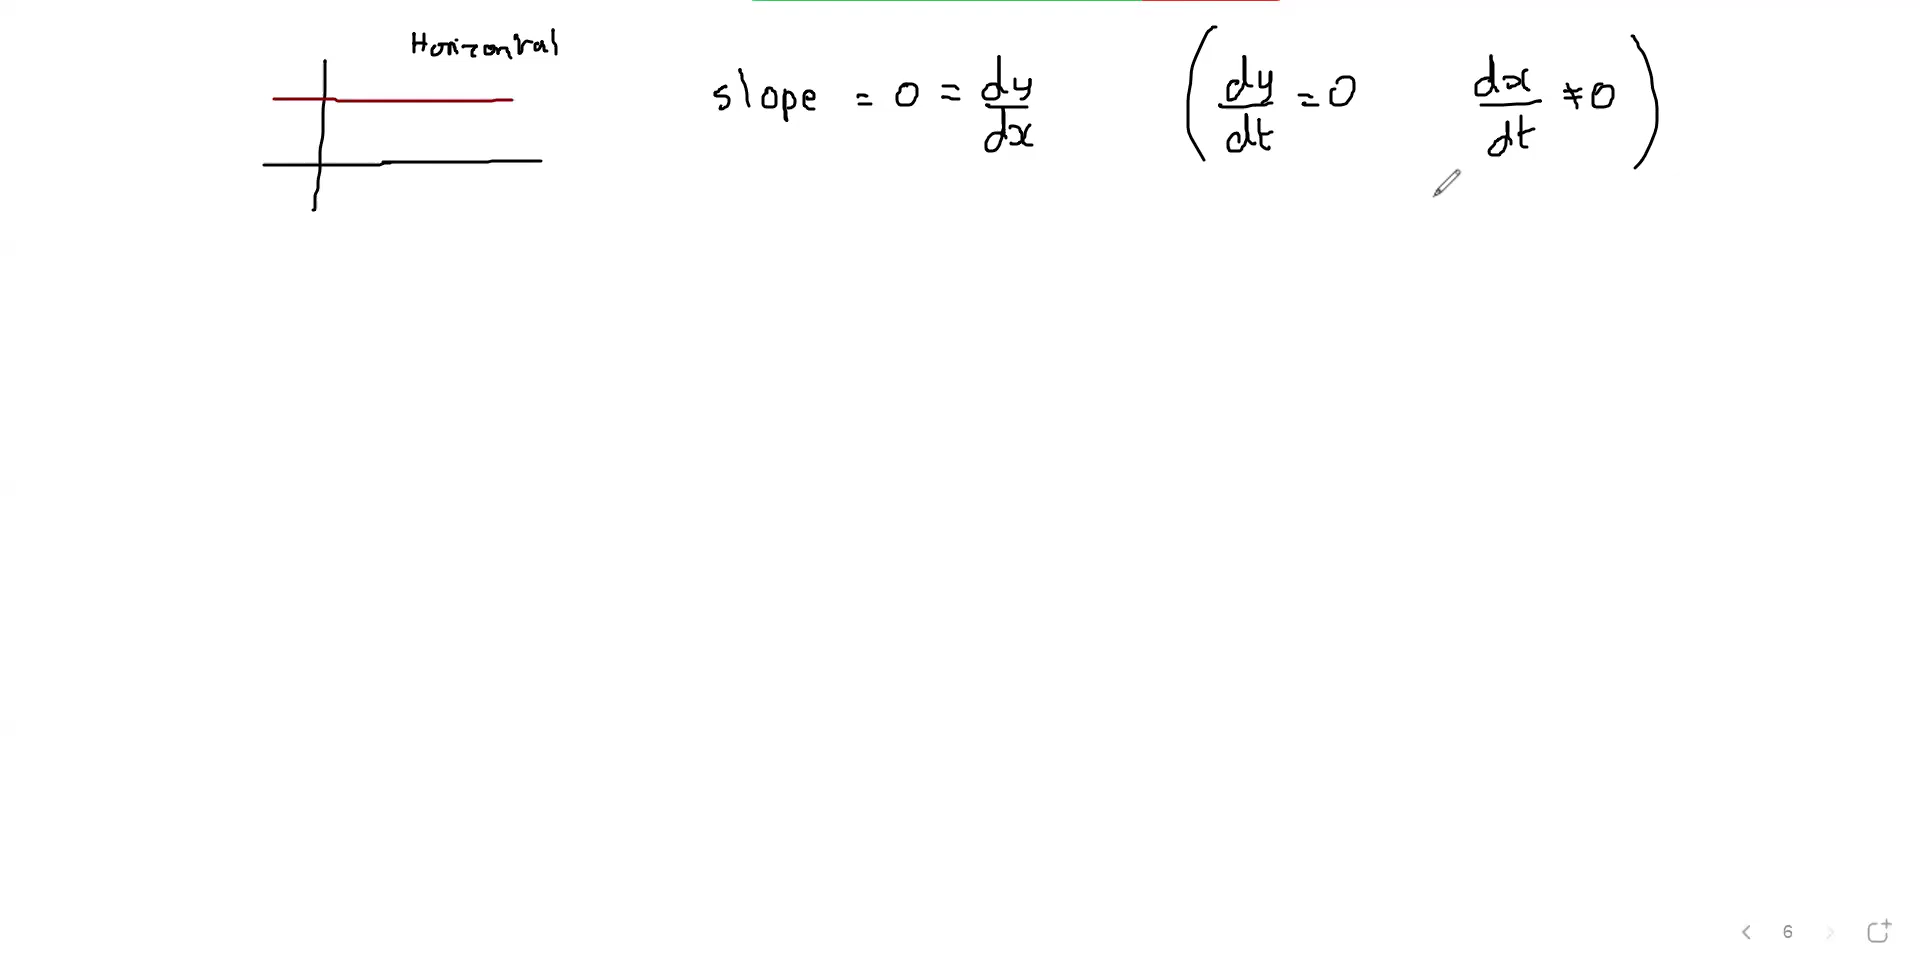 Horizontal
slope = 0 = dy/dx (dy/dt = 0 dx/dt ≠ 0)
6